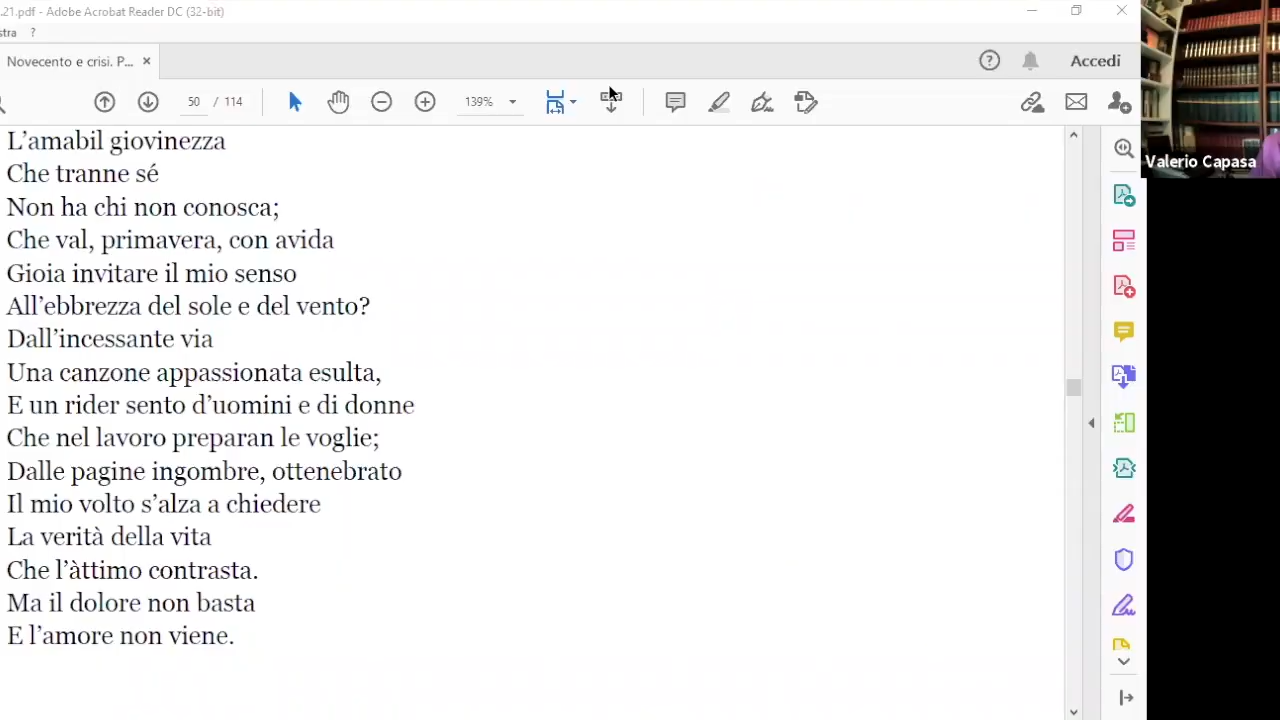 .21.pdf - Adobe Acrobat Reader DC (32-bit)
stra ?
Novecento e crisi. P... ×
Accedi
50 / 114
139%
Valerio Capasa
L’amabil giovinezza
Che tranne sé
Non ha chi non conosca;
Che val, primavera, con avida
Gioia invitare il mio senso
All’ebbrezza del sole e del vento?
Dall’incessante via
Una canzone appassionata esulta,
E un rider sento d’uomini e di donne
Che nel lavoro preparan le voglie;
Dalle pagine ingombre, ottenebrato
Il mio volto s’alza a chiedere
La verità della vita
Che l’àttimo contrasta.
Ma il dolore non basta
E l’amore non viene.